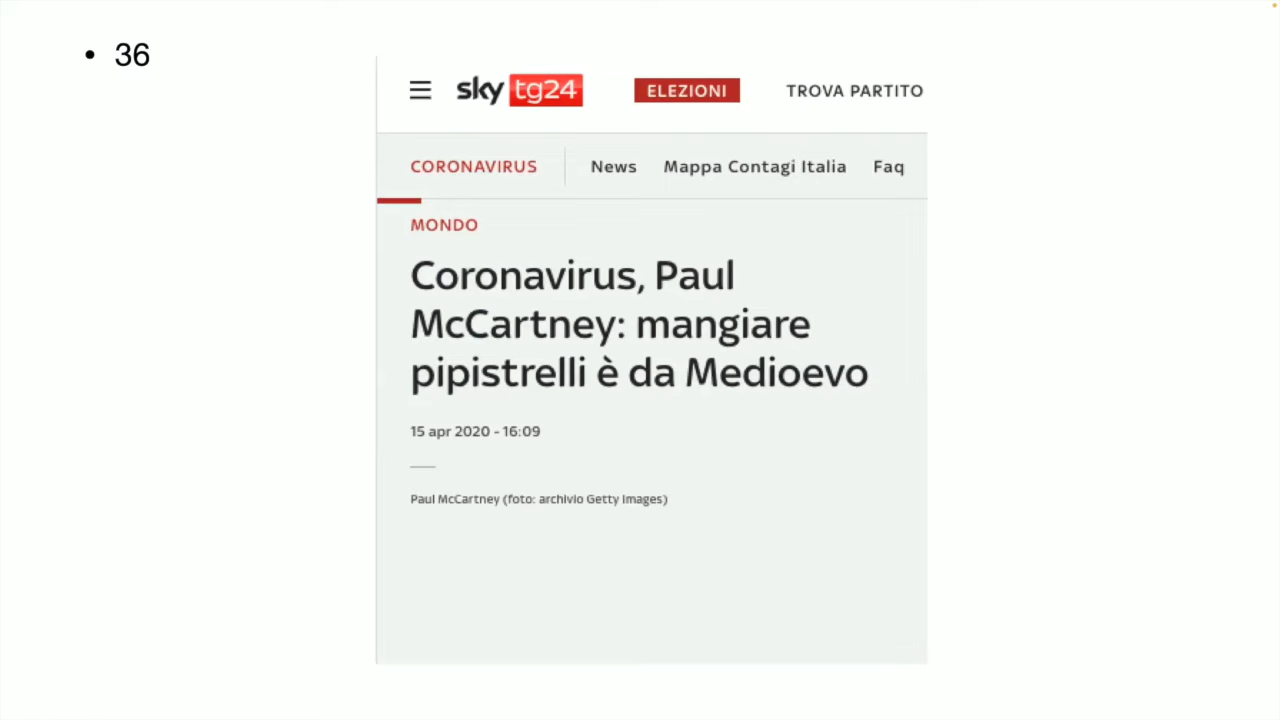 • 36
sky tg24 ELEZIONI TROVA PARTITO
CORONAVIRUS News Mappa Contagi Italia Faq
MONDO
Coronavirus, Paul
McCartney: mangiare
pipistrelli è da Medioevo
15 apr 2020 - 16:09
Paul McCartney (foto: archivio Getty Images)